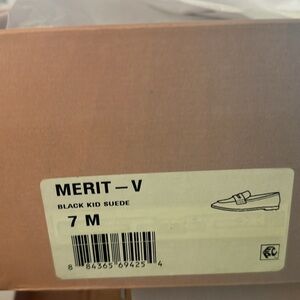 MERIT – V
BLACK KID SUEDE
7 M
8 84365 69425 4